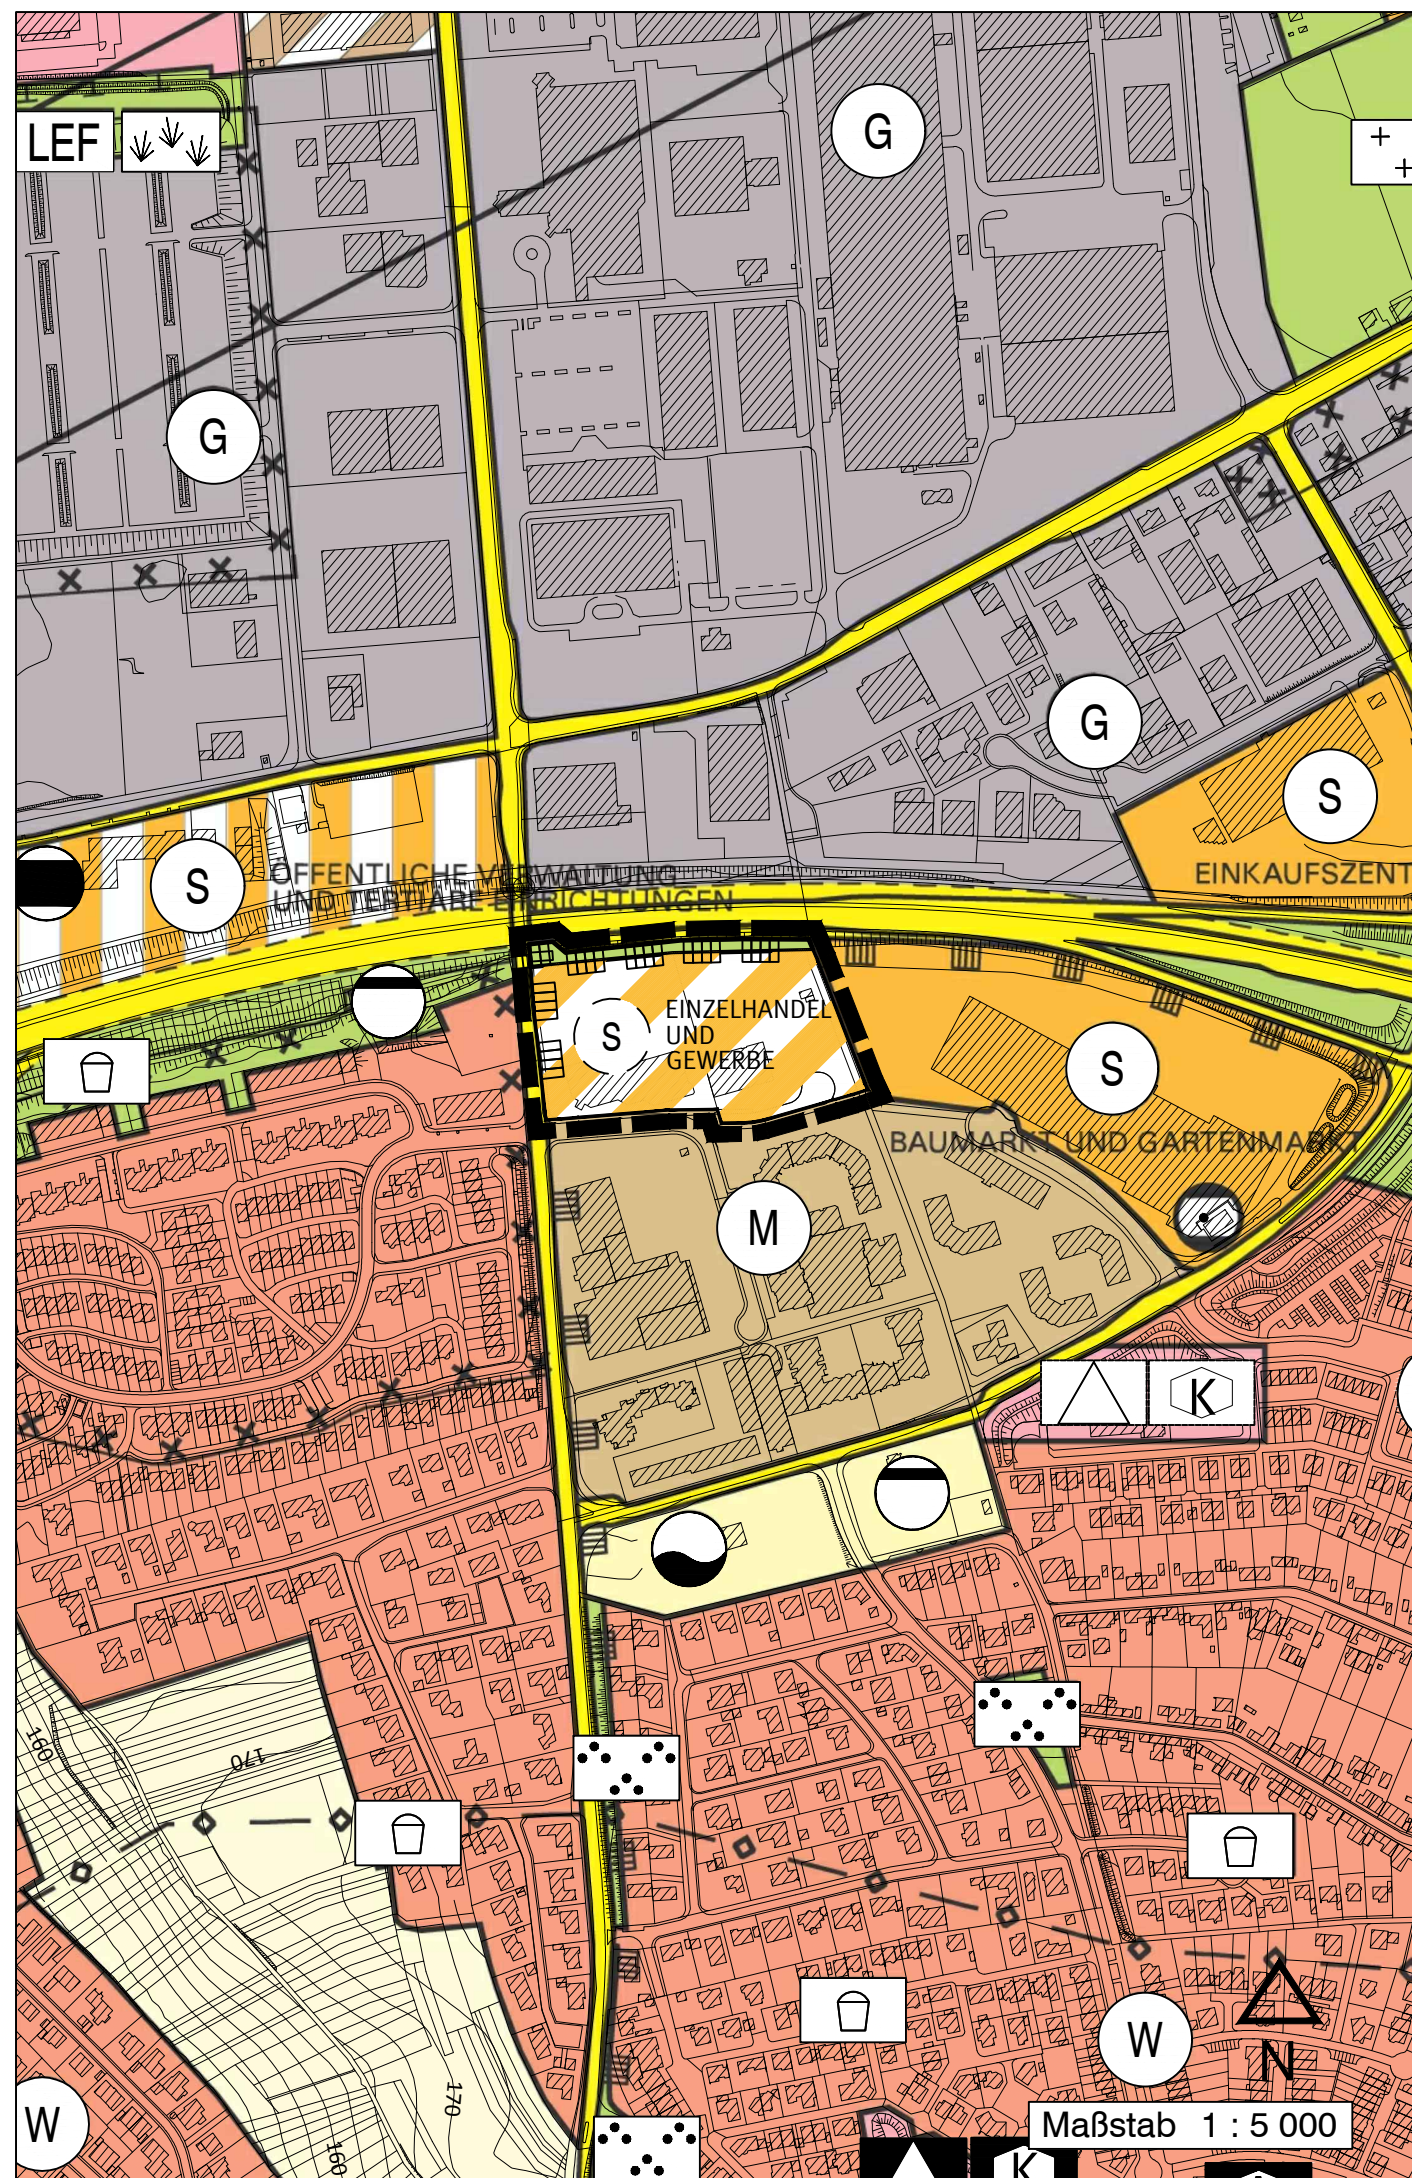 G
LEF
G
G
S
S
ÖFFENTLICHE VERWALTUNG
UND TERTIÄRE EINRICHTUNGEN
EINKAUFSZENT
S
EINZELHANDEL
UND
GEWERBE
S
BAUMARKT UND GARTENMARKT
M
K
160
170
W
N
170
W
160
Maßstab 1 : 5 000
K